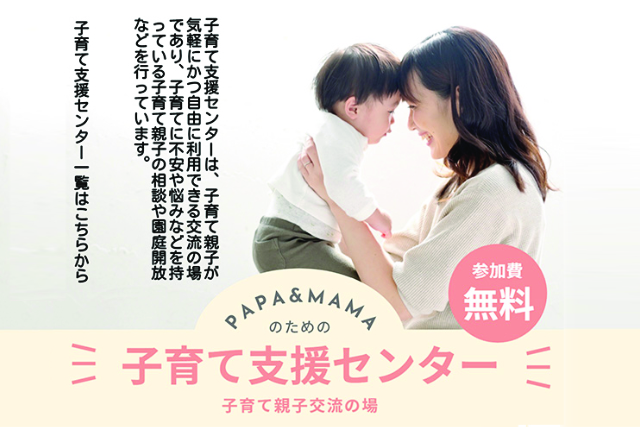 子育て支援センターは、子育て親子が
気軽にかつ自由に利用できる交流の場
であり、子育てに不安や悩みなどを持
っている子育て親子の相談や園庭開放
などを行っています。
子育て支援センター一覧はこちらから
参加費
無料
PAPA&MAMA
のための
子育て支援センター
子育て親子交流の場